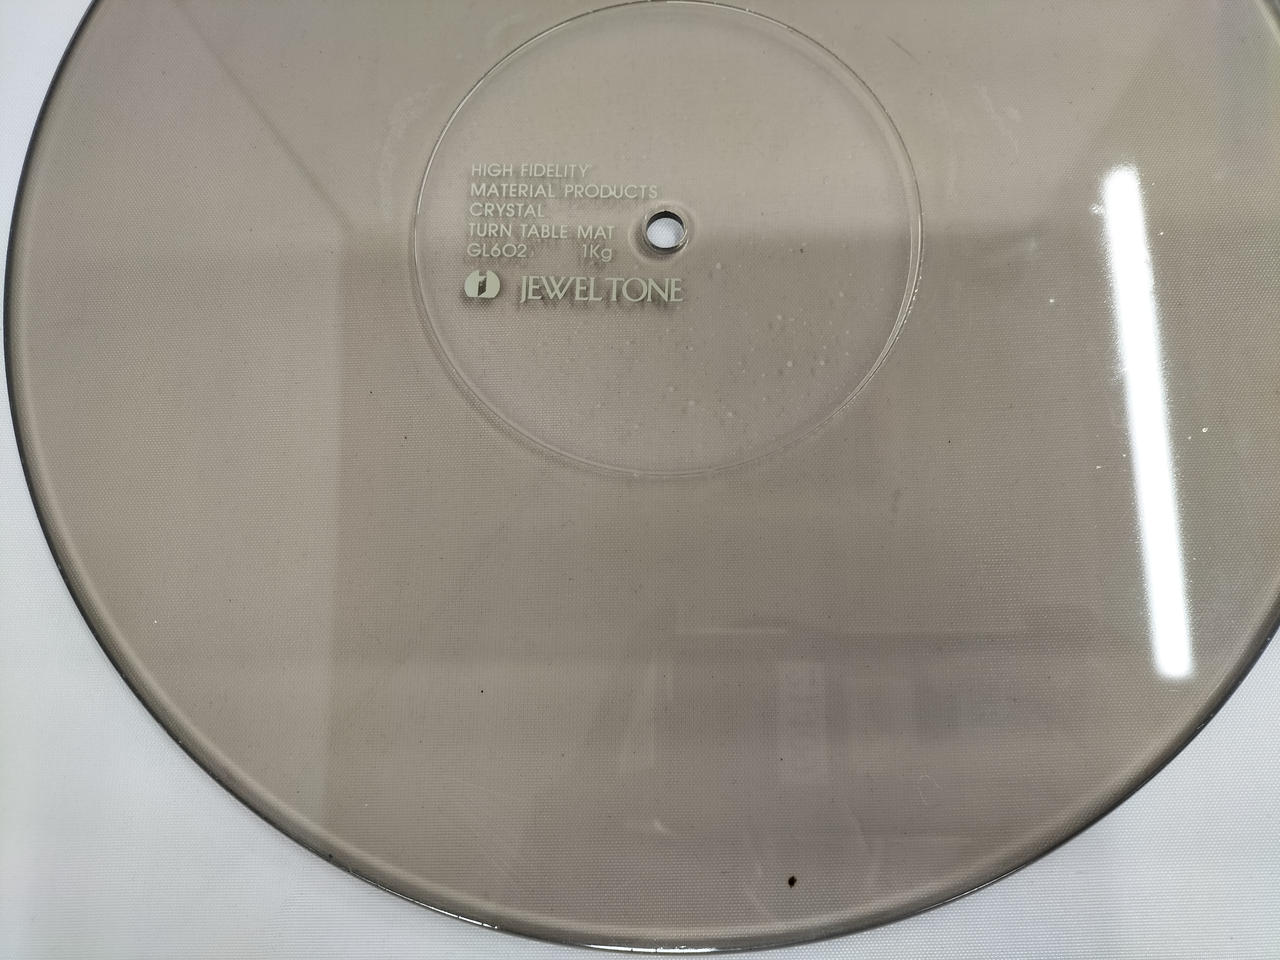 HIGH FIDELITY
MATERIAL PRODUCTS
CRYSTAL
TURN TABLE MAT
GL602 1Kg
JEWELTONE